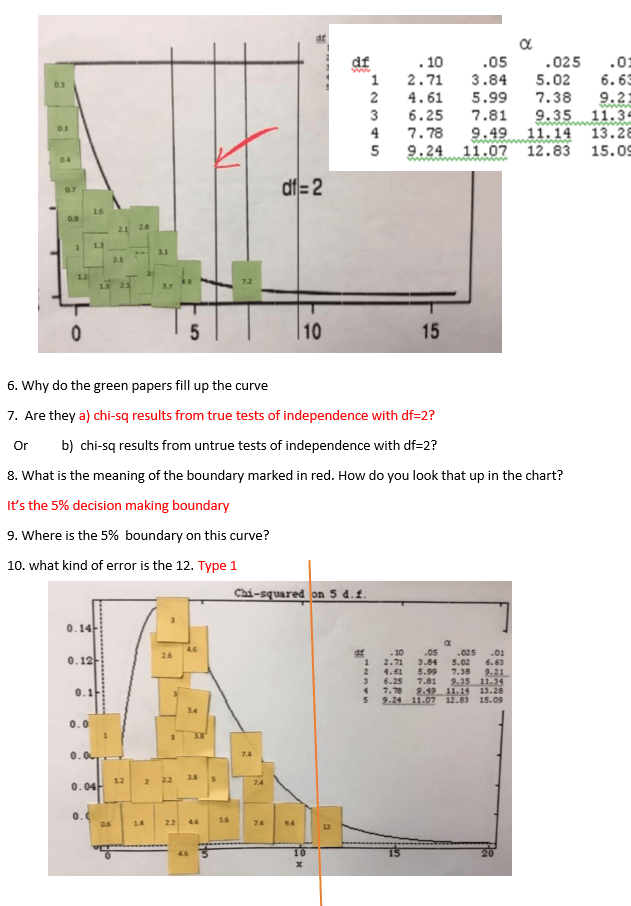 df
α
df .10 .05 .025 .01
1 2.71 3.84 5.02 6.63
2 4.61 5.99 7.38 9.21
3 6.25 7.81 9.35 11.34
4 7.78 9.49 11.14 13.28
5 9.24 11.07 12.83 15.09
df=2
0.3
0.3
0.4
0.7
0.9 1.6
2.1 2.8
1 1.3 3.1
2.5
1.2 4.9 7.2
1.3 2.1 3.7
0 5 10 15
6. Why do the green papers fill up the curve
7. Are they a) chi-sq results from true tests of independence with df=2?
Or b) chi-sq results from untrue tests of independence with df=2?
8. What is the meaning of the boundary marked in red. How do you look that up in the chart?
It's the 5% decision making boundary
9. Where is the 5% boundary on this curve?
10. what kind of error is the 12. Type 1
Chi-squared on 5 d.f.
0.14
0.12
0.1
0.0
0.0
0.04
0.0
α
df .10 .05 .025 .01
1 2.71 3.84 5.02 6.63
2 4.61 5.99 7.38 9.21
3 6.25 7.81 9.35 11.34
4 7.78 9.49 11.14 13.28
5 9.24 11.07 12.83 15.09
3
2.6 4.6
3 3.4
1 3 3.8 7.4
1.2 2 2.2 3.8 5 7.4
0.6 1.4 2.2 4.6 5.6 7.4 9.4 12
4.6
0 5 10 15 20
x